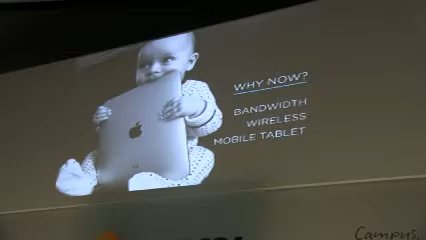 WHY NOW?
BANDWIDTH
WIRELESS
MOBILE TABLET
Campus